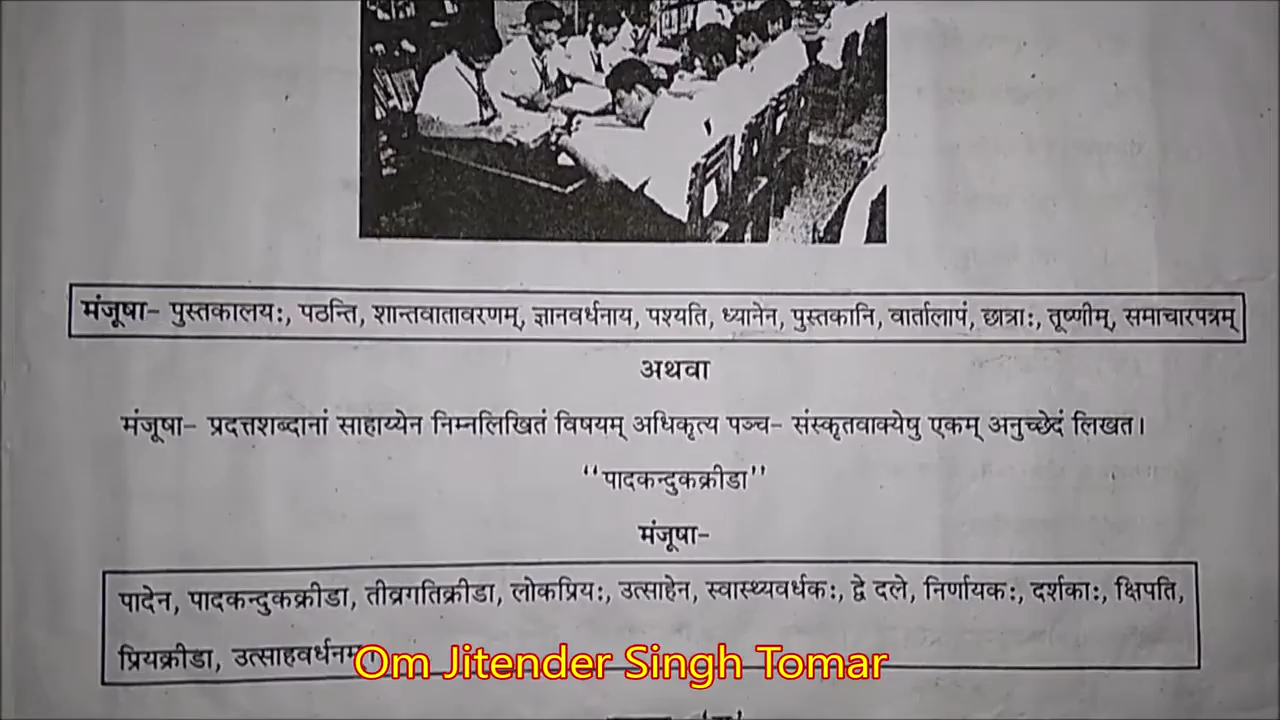 मंजूषा- पुस्तकालयः, पठन्ति, शान्तवातावरणम्, ज्ञानवर्धनाय, पश्यति, ध्यानेन, पुस्तकानि, वार्तालापं, छात्राः, तूष्णीम्, समाचारपत्रम्
अथवा
मंजूषा- प्रदत्तशब्दानां साहाय्येन निम्नलिखितं विषयम् अधिकृत्य पञ्च- संस्कृतवाक्येषु एकम् अनुच्छेदं लिखत।
“पादकन्दुकक्रीडा”
मंजूषा-
पादेन, पादकन्दुकक्रीडा, तीव्रगतिक्रीडा, लोकप्रियः, उत्साहेन, स्वास्थ्यवर्धकः, द्वे दले, निर्णायकः, दर्शकाः, क्षिपति,
प्रियक्रीडा, उत्साहवर्धनम्
Om Jitender Singh Tomar